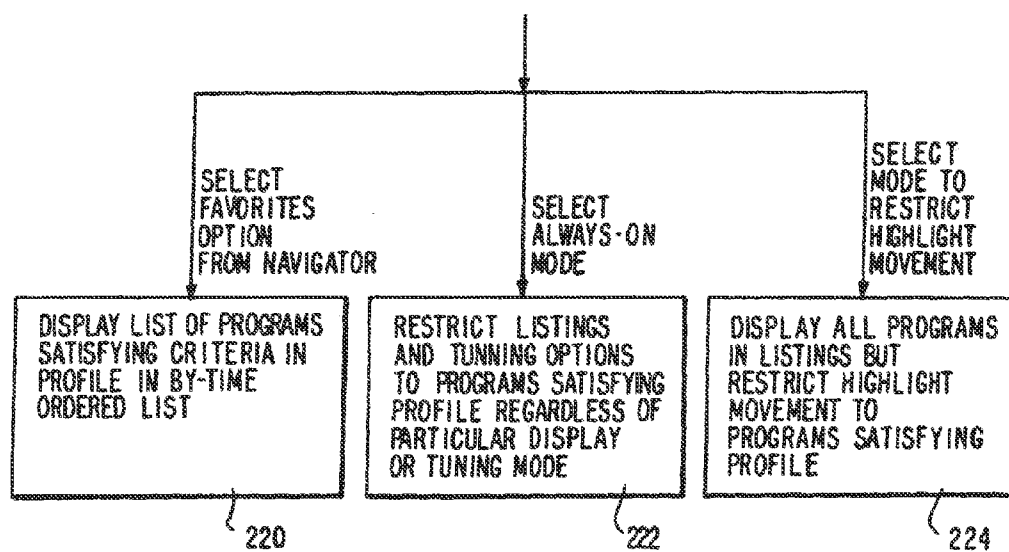 SELECT
FAVORITES
OPTION
FROM NAVIGATOR
SELECT
ALWAYS-ON
MODE
SELECT
MODE TO
RESTRICT
HIGHLIGHT
MOVEMENT
DISPLAY LIST OF PROGRAMS
SATISFYING CRITERIA IN
PROFILE IN BY-TIME
ORDERED LIST
RESTRICT LISTINGS
AND TUNNING OPTIONS
TO PROGRAMS SATISFYING
PROFILE REGARDLESS OF
PARTICULAR DISPLAY
OR TUNING MODE
DISPLAY ALL PROGRAMS
IN LISTINGS BUT
RESTRICT HIGHLIGHT
MOVEMENT TO
PROGRAMS SATISFYING
PROFILE
220
222
224